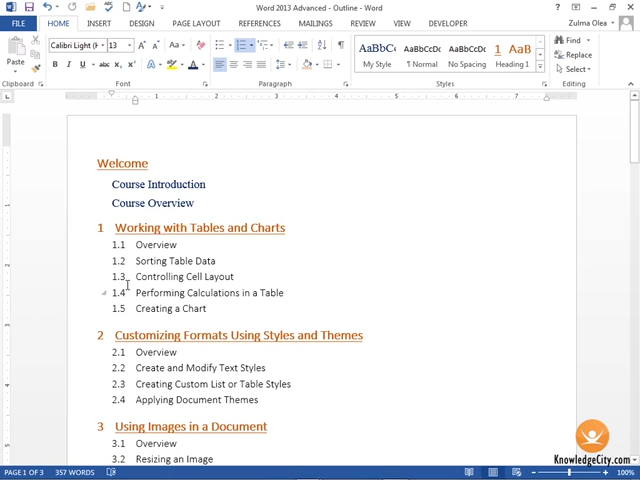 Word 2013 Advanced - Outline - Word
FILE HOME INSERT DESIGN PAGE LAYOUT REFERENCES MAILINGS REVIEW VIEW DEVELOPER Zulma Olea
Calibri Light (H 13
Paste
AaBbC AaBbCcDc AaBbCcDc 1 AaB
My Style ¶ Normal No Spacing Heading 1
Find
Replace
Select
Clipboard Font Paragraph Styles Editing
Welcome
Course Introduction
Course Overview
1 Working with Tables and Charts
1.1 Overview
1.2 Sorting Table Data
1.3 Controlling Cell Layout
1.4 Performing Calculations in a Table
1.5 Creating a Chart
2 Customizing Formats Using Styles and Themes
2.1 Overview
2.2 Create and Modify Text Styles
2.3 Creating Custom List or Table Styles
2.4 Applying Document Themes
3 Using Images in a Document
3.1 Overview
3.2 Resizing an Image
KnowledgeCity.com
PAGE 1 OF 3 357 WORDS 100%